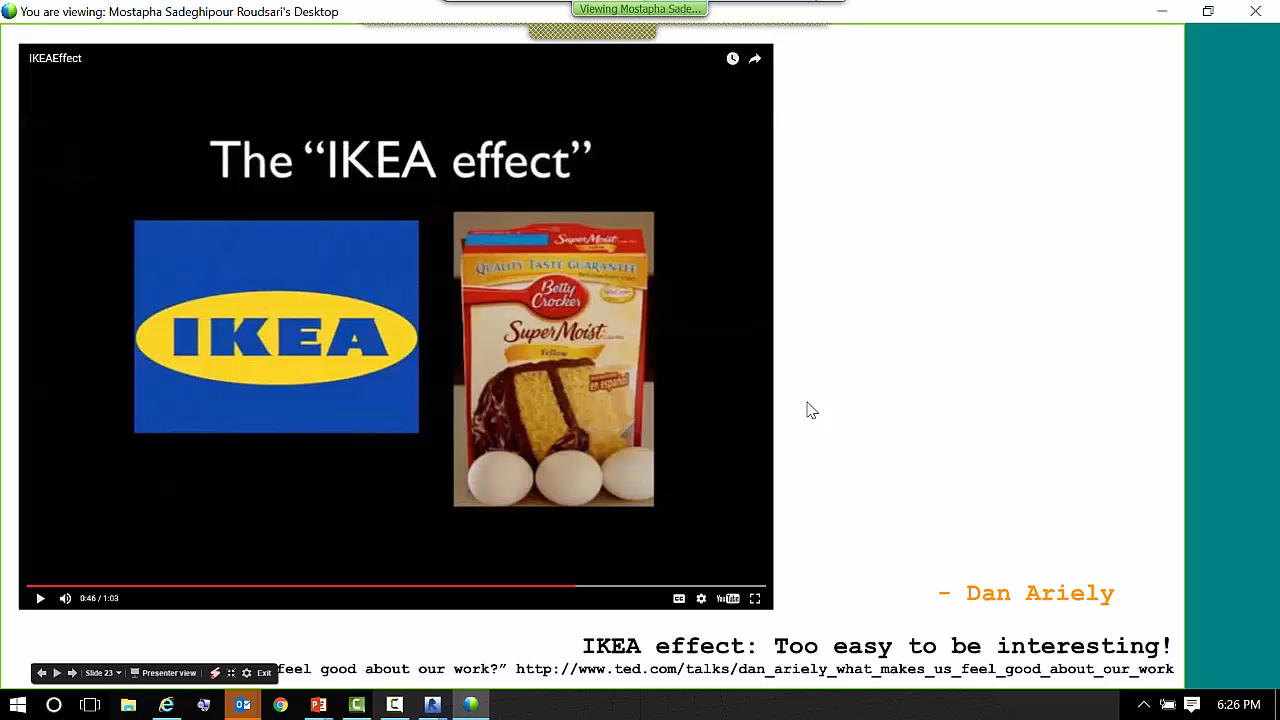 You are viewing: Mostapha Sadeghipour Roudsari's Desktop
Viewing Mostapha Sade...
IKEAEffect
The “IKEA effect”
IKEA
SuperMoist
QUALITY TASTE GUARANTEE
Betty
Crocker
SuperMoist
Yellow
en español
0:46 / 1:03
CC
YouTube
- Dan Ariely
IKEA effect: Too easy to be interesting!
feel good about our work?” http://www.ted.com/talks/dan_ariely_what_makes_us_feel_good_about_our_work
Slide 23
Presenter view
Exit
6:26 PM